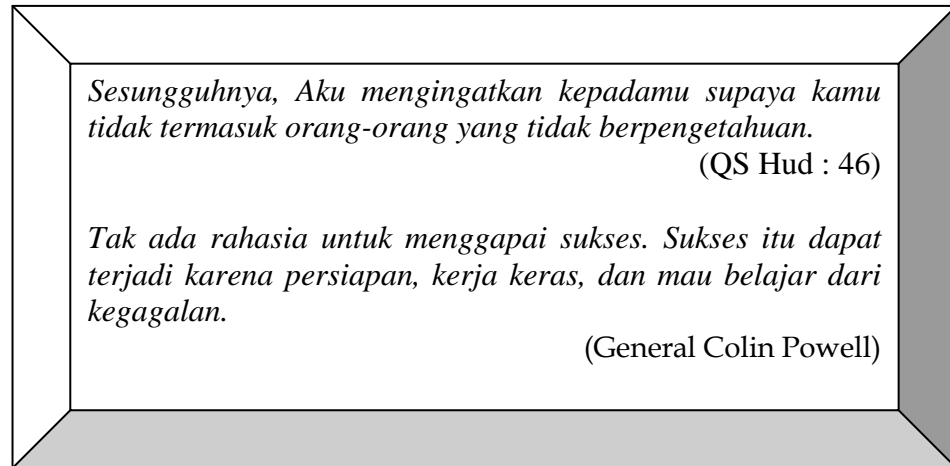 Sesungguhnya, Aku mengingatkan kepadamu supaya kamu
tidak termasuk orang-orang yang tidak berpengetahuan.
(QS Hud : 46)
Tak ada rahasia untuk menggapai sukses. Sukses itu dapat
terjadi karena persiapan, kerja keras, dan mau belajar dari
kegagalan.
(General Colin Powell)